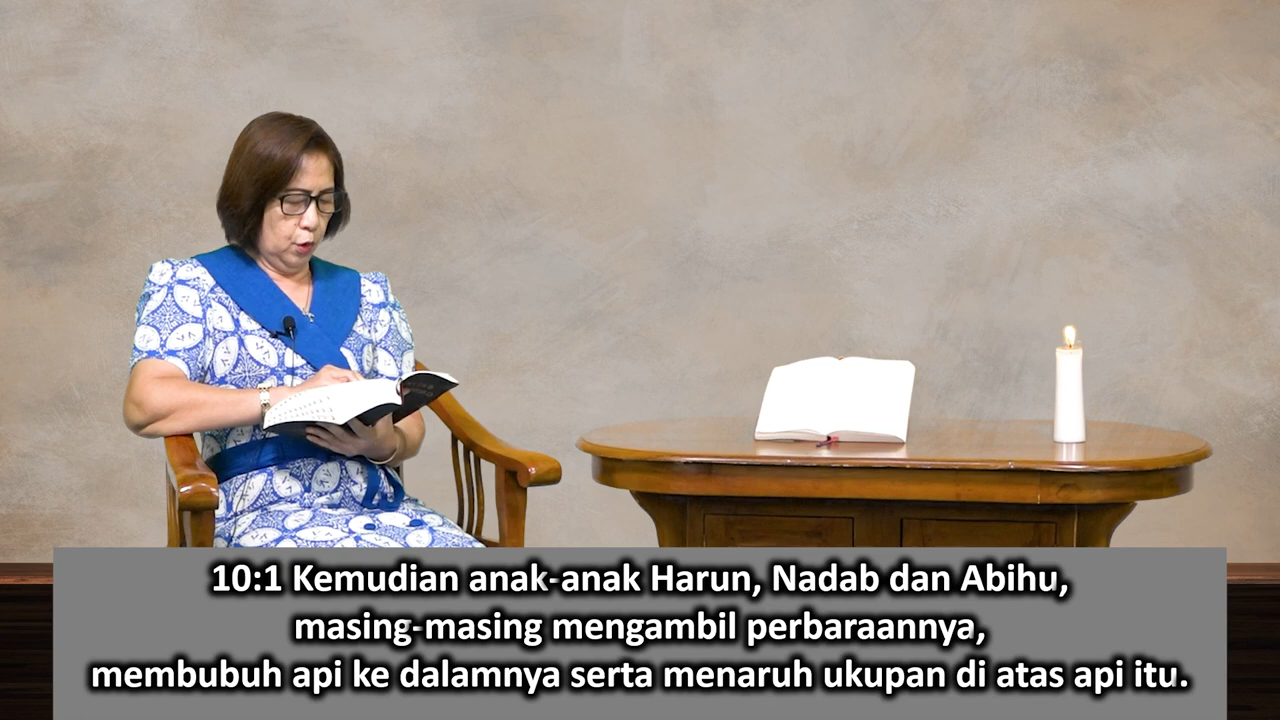 10:1 Kemudian anak-anak Harun, Nadab dan Abihu,
masing-masing mengambil perbaraannya,
membubuh api ke dalamnya serta menaruh ukupan di atas api itu.